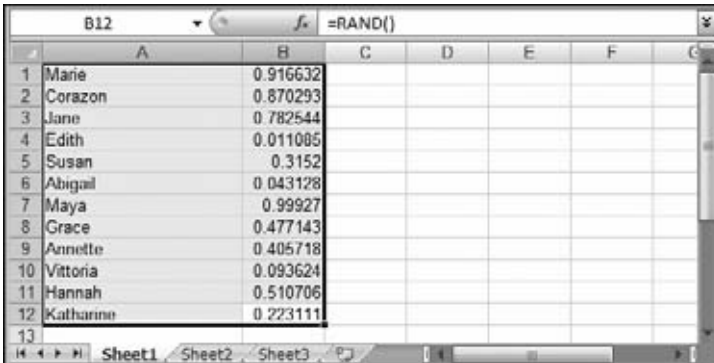 B12 fx =RAND()
A B C D E F G
1 Marie 0.916632
2 Corazon 0.870293
3 Jane 0.782544
4 Edith 0.011085
5 Susan 0.3152
6 Abigail 0.043128
7 Maya 0.99927
8 Grace 0.477143
9 Annette 0.405718
10 Vittoria 0.093624
11 Hannah 0.510706
12 Katharine 0.223111
13
Sheet1 Sheet2 Sheet3